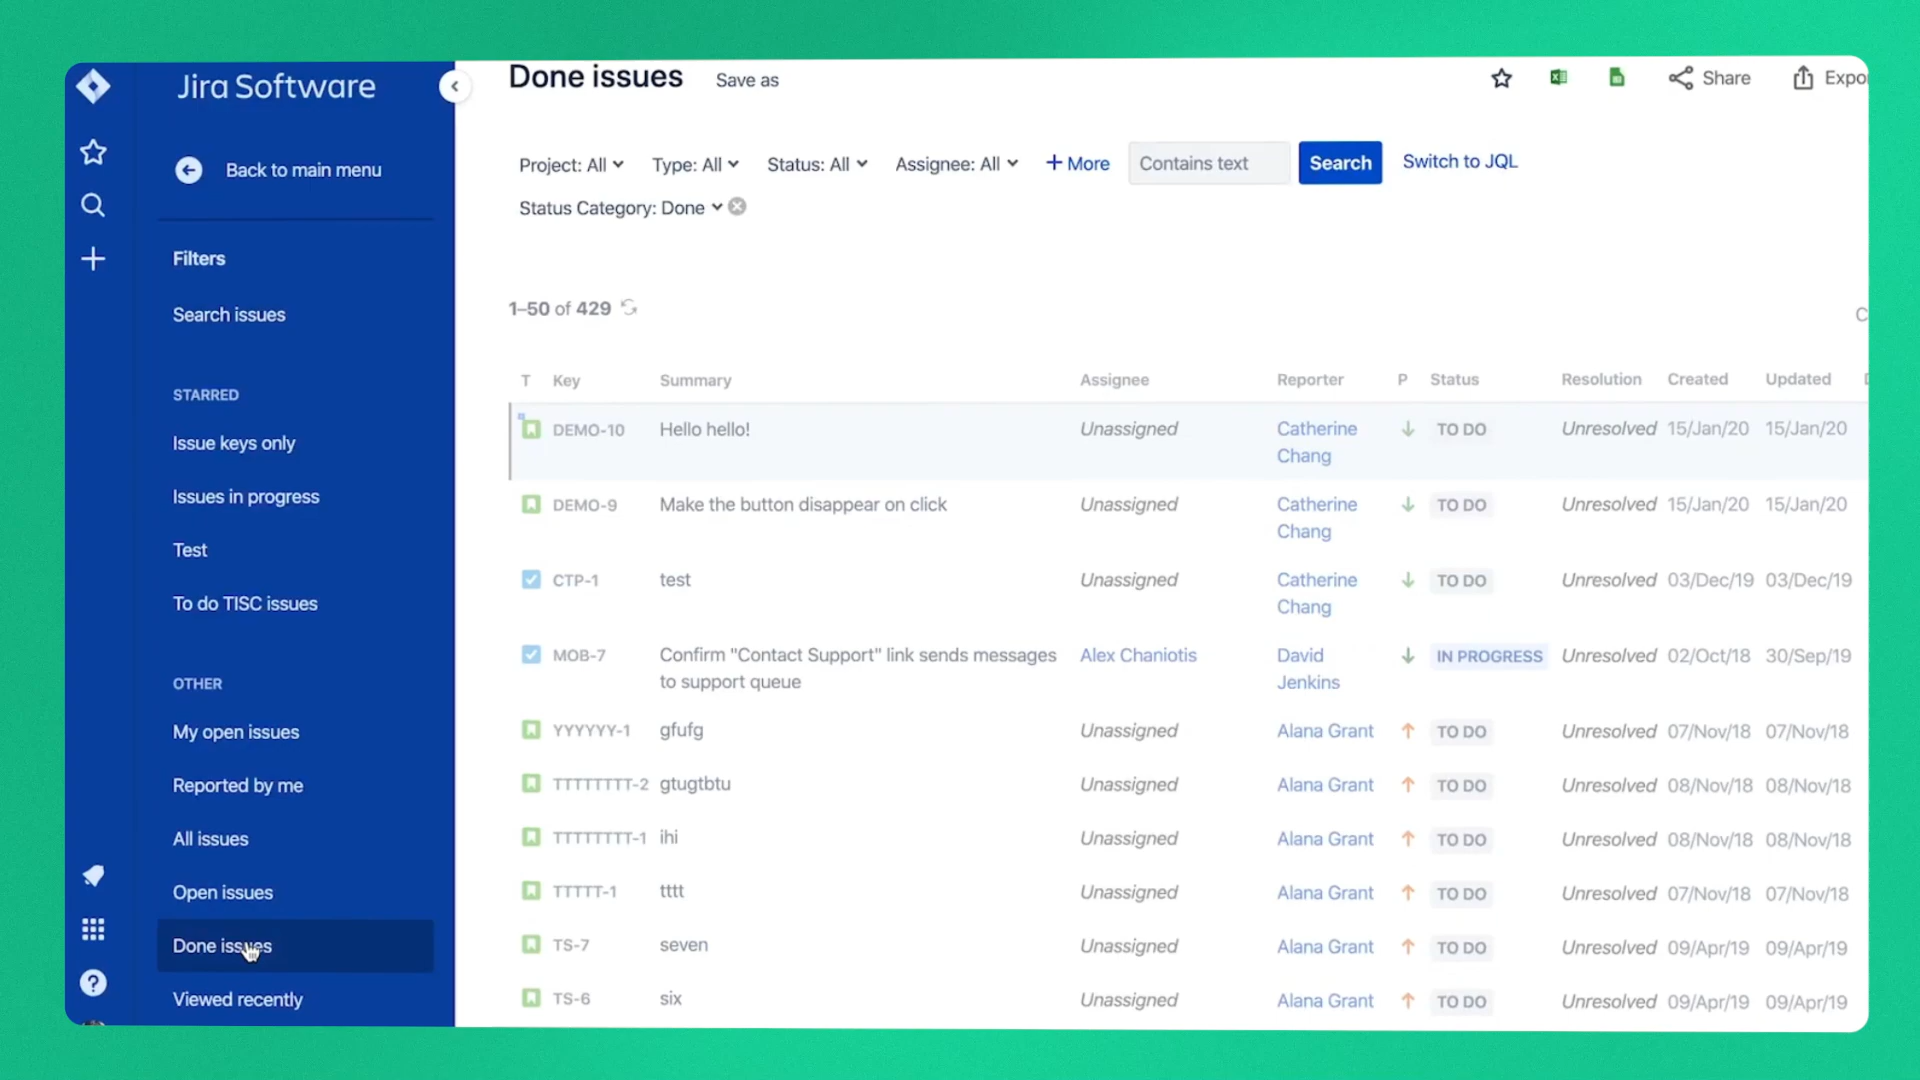 Jira Software
Back to main menu
Filters
Search issues
STARRED
Issue keys only
Issues in progress
Test
To do TISC issues
OTHER
My open issues
Reported by me
All issues
Open issues
Done issues
Viewed recently
Done issues Save as Share
Project: All Type: All Status: All Assignee: All + More Contains text Search Switch to JQL
Status Category: Done
1–50 of 429
T Key Summary Assignee Reporter P Status Resolution Created Updated
DEMO-10 Hello hello! Unassigned Catherine Chang TO DO Unresolved 15/Jan/20 15/Jan/20
DEMO-9 Make the button disappear on click Unassigned Catherine Chang TO DO Unresolved 15/Jan/20 15/Jan/20
CTP-1 test Unassigned Catherine Chang TO DO Unresolved 03/Dec/19 03/Dec/19
MOB-7 Confirm "Contact Support" link sends messages to support queue Alex Chaniotis David Jenkins IN PROGRESS Unresolved 02/Oct/18 30/Sep/19
YYYYYY-1 gfufg Unassigned Alana Grant TO DO Unresolved 07/Nov/18 07/Nov/18
TTTTTTTT-2 gtugtbtu Unassigned Alana Grant TO DO Unresolved 08/Nov/18 08/Nov/18
TTTTTTTT-1 ihi Unassigned Alana Grant TO DO Unresolved 08/Nov/18 08/Nov/18
TTTTT-1 tttt Unassigned Alana Grant TO DO Unresolved 07/Nov/18 07/Nov/18
TS-7 seven Unassigned Alana Grant TO DO Unresolved 09/Apr/19 09/Apr/19
TS-6 six Unassigned Alana Grant TO DO Unresolved 09/Apr/19 09/Apr/19